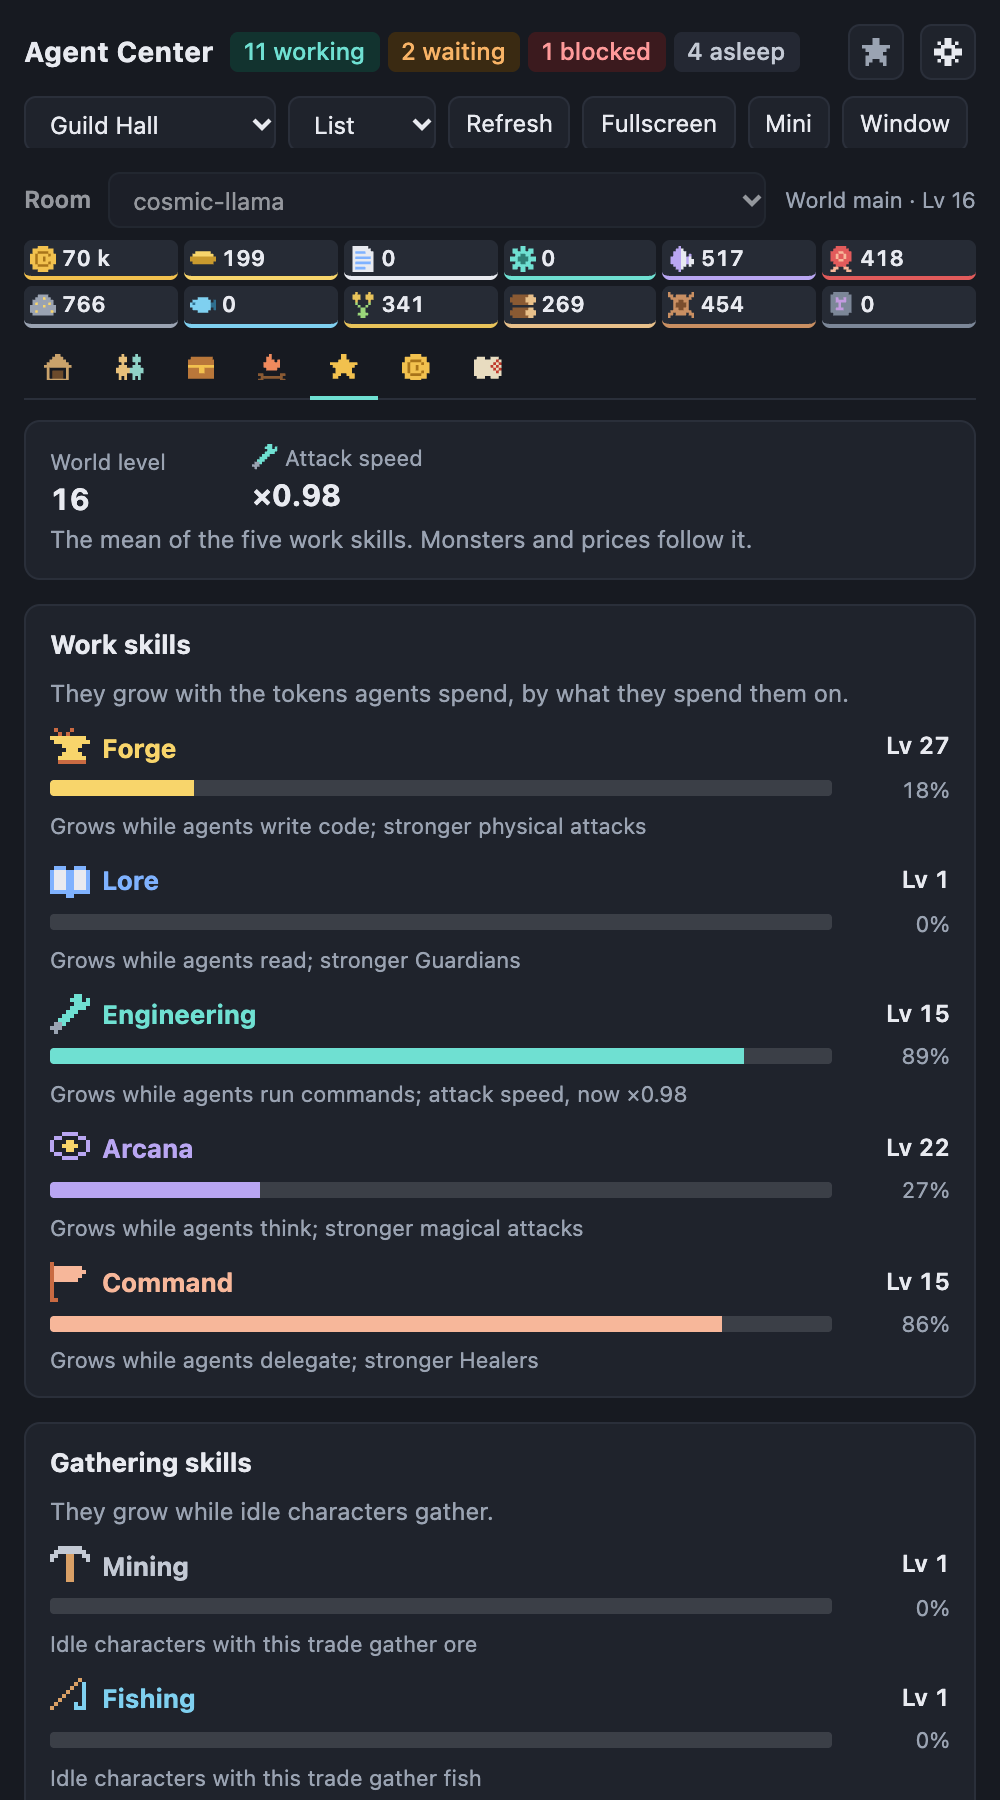 Agent Center 11 working 2 waiting 1 blocked 4 asleep
Guild Hall List Refresh Fullscreen Mini Window
Room cosmic-llama World main · Lv 16
70 k 199 0 0 517 418
766 0 341 269 454 0
World level Attack speed
16 ×0.98
The mean of the five work skills. Monsters and prices follow it.
Work skills
They grow with the tokens agents spend, by what they spend them on.
Forge Lv 27
18%
Grows while agents write code; stronger physical attacks
Lore Lv 1
0%
Grows while agents read; stronger Guardians
Engineering Lv 15
89%
Grows while agents run commands; attack speed, now ×0.98
Arcana Lv 22
27%
Grows while agents think; stronger magical attacks
Command Lv 15
86%
Grows while agents delegate; stronger Healers
Gathering skills
They grow while idle characters gather.
Mining Lv 1
0%
Idle characters with this trade gather ore
Fishing Lv 1
0%
Idle characters with this trade gather fish